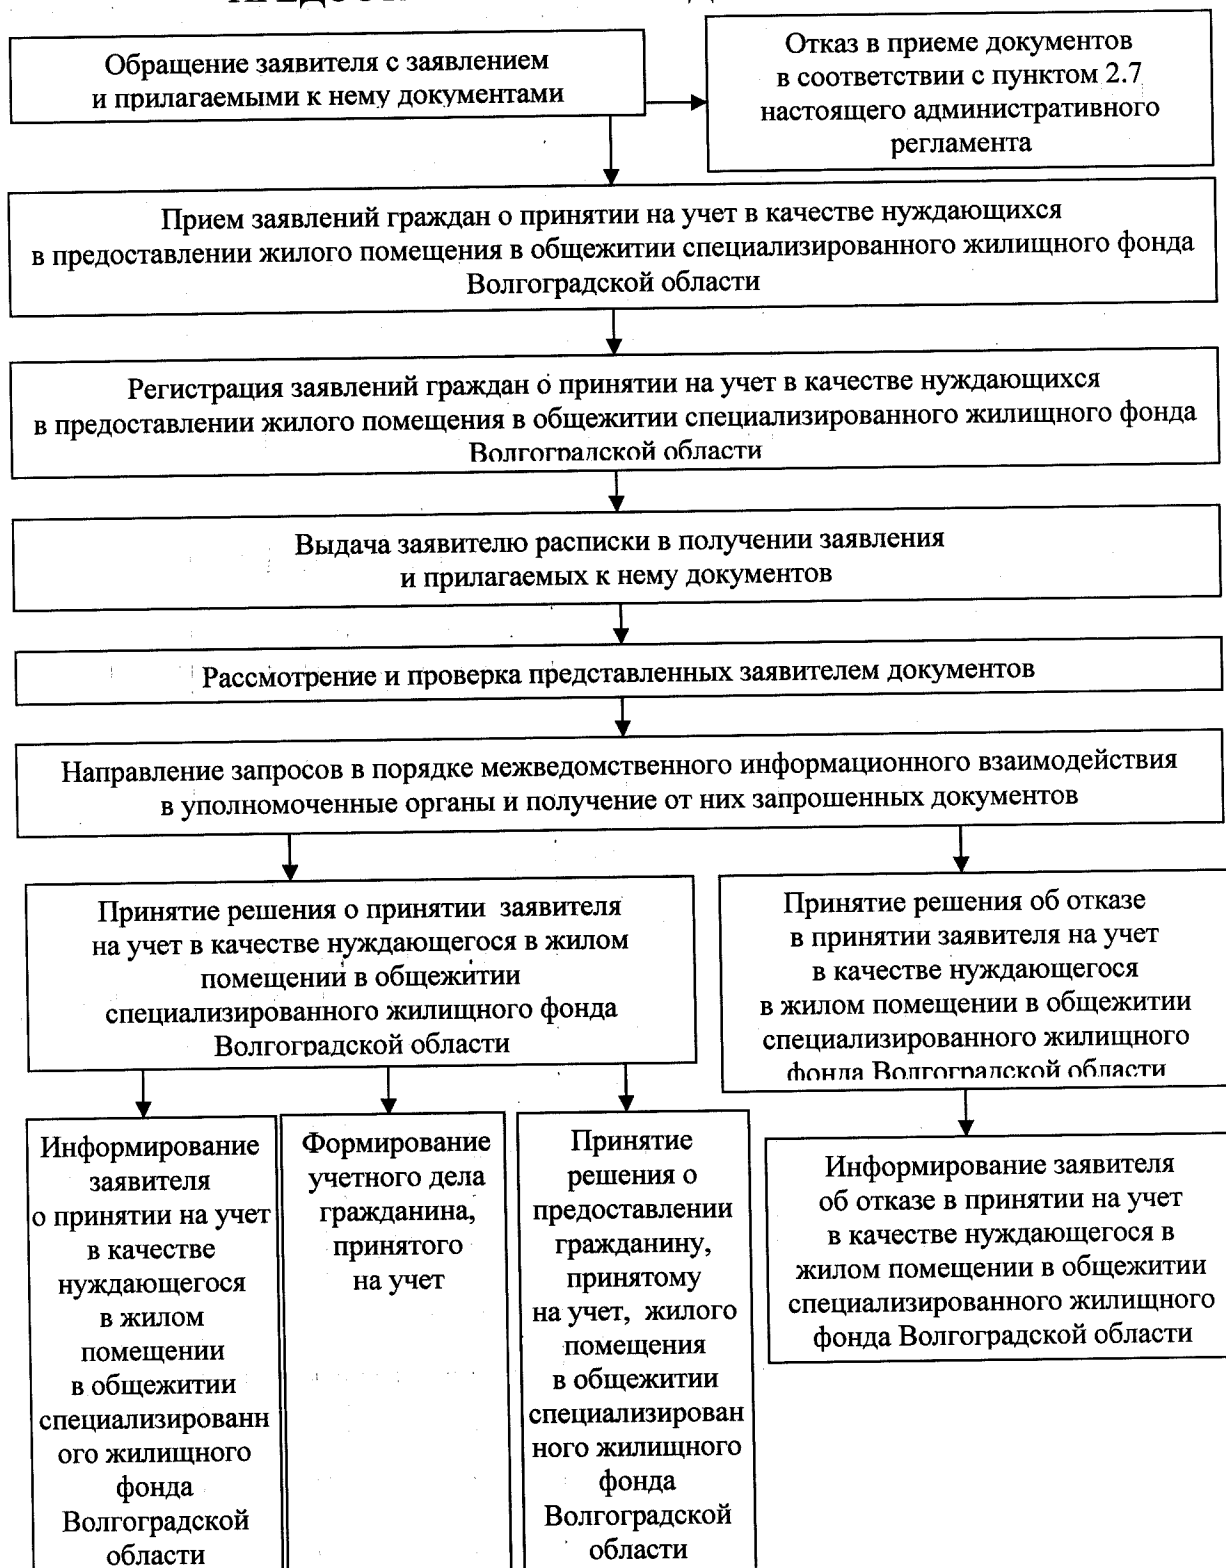 Обращение заявителя с заявлением
и прилагаемыми к нему документами
Отказ в приеме документов
в соответствии с пунктом 2.7
настоящего административного
регламента
Прием заявлений граждан о принятии на учет в качестве нуждающихся
в предоставлении жилого помещения в общежитии специализированного жилищного фонда
Волгоградской области
Регистрация заявлений граждан о принятии на учет в качестве нуждающихся
в предоставлении жилого помещения в общежитии специализированного жилищного фонда
Волгоградской области
Выдача заявителю расписки в получении заявления
и прилагаемых к нему документов
Рассмотрение и проверка представленных заявителем документов
Направление запросов в порядке межведомственного информационного взаимодействия
в уполномоченные органы и получение от них запрошенных документов
Принятие решения о принятии заявителя
на учет в качестве нуждающегося в жилом
помещений в общежитии
специализированного жилищного фонда
Волгоградской области
Принятие решения об отказе
в принятии заявителя на учет
в качестве нуждающегося
в жилом помещении в общежитии
специализированного жилищного
фонда Волгоградской области
Информирование
заявителя
о принятии на учет
в качестве
нуждающегося
в жилом
помещении
в общежитии
специализированн
ого жилищного
фонда
Волгоградской
области
Формирование
учетного дела
гражданина,
принятого
на учет
Принятие
решения о
предоставлении
гражданину,
принятому
на учет, жилого
помещения
в общежитии
специализирован
ного жилищного
фонда
Волгоградской
области
Информирование заявителя
об отказе в принятии на учет
в качестве нуждающегося в
жилом помещении в общежитии
специализированного жилищного
фонда Волгоградской области